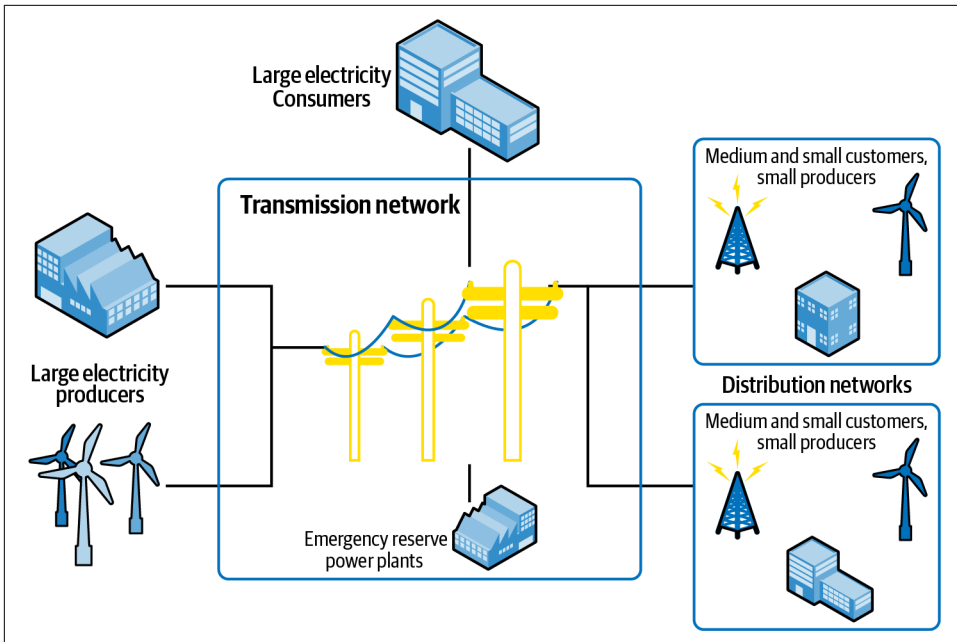 Large electricity
Consumers
Transmission network
Large electricity
producers
Emergency reserve
power plants
Medium and small customers,
small producers
Distribution networks
Medium and small customers,
small producers